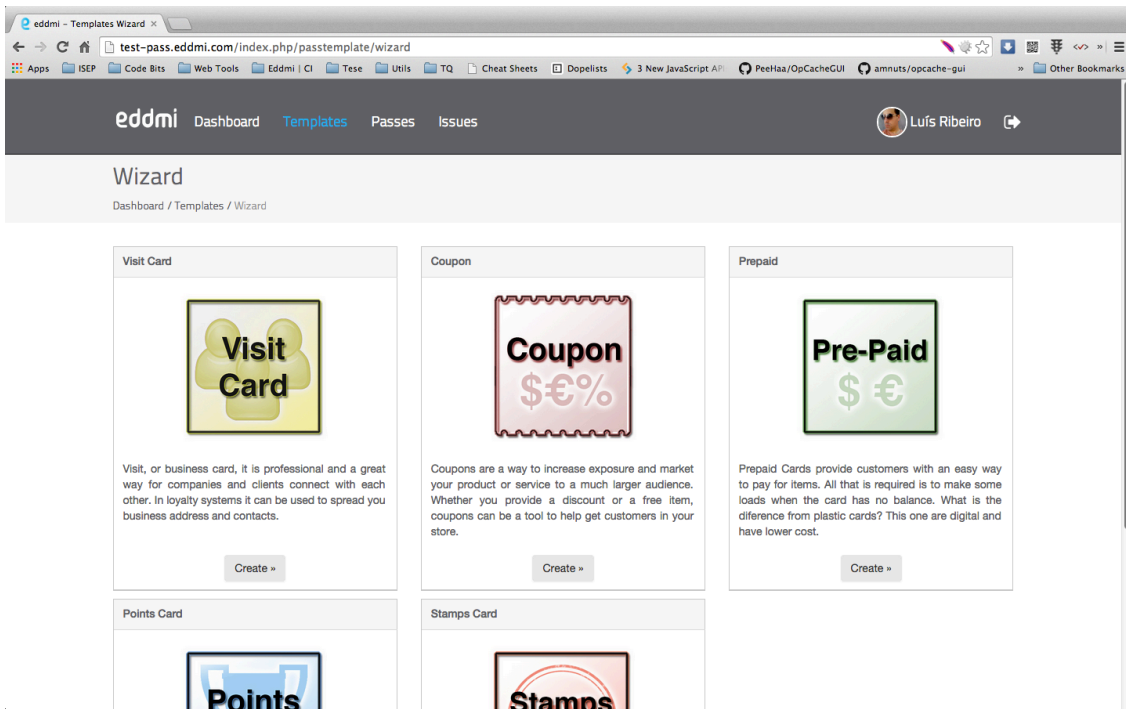 eddmi - Templates Wizard ×
test-pass.eddmi.com/index.php/passtemplate/wizard
Apps ISEP Code Bits Web Tools Eddmi | CI Tese Utils TQ Cheat Sheets Dopelists 3 New JavaScript API PeeHaa/OpCacheGUI amnuts/opcache-gui » Other Bookmarks
eddmi Dashboard Templates Passes Issues Luís Ribeiro
Wizard
Dashboard / Templates / Wizard
Visit Card
Visit
Card
Visit, or business card, it is professional and a great
way for companies and clients connect with each
other. In loyalty systems it can be used to spread you
business address and contacts.
Create »
Coupon
Coupon
$€%
Coupons are a way to increase exposure and market
your product or service to a much larger audience.
Whether you provide a discount or a free item,
coupons can be a tool to help get customers in your
store.
Create »
Prepaid
Pre-Paid
$ €
Prepaid Cards provide customers with an easy way
to pay for items. All that is required is to make some
loads when the card has no balance. What is the
diference from plastic cards? This one are digital and
have lower cost.
Create »
Points Card
Points
Stamps Card
Stamps